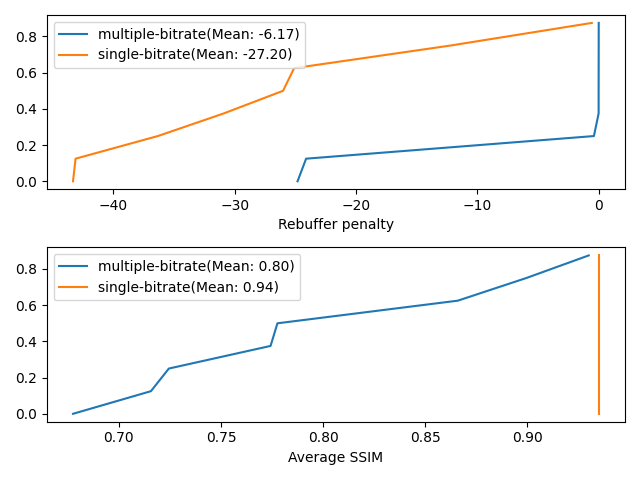 multiple-bitrate(Mean: -6.17)
single-bitrate(Mean: -27.20)
0.8
0.6
0.4
0.2
0.0
−40 −30 −20 −10 0
Rebuffer penalty
multiple-bitrate(Mean: 0.80)
single-bitrate(Mean: 0.94)
0.8
0.6
0.4
0.2
0.0
0.70 0.75 0.80 0.85 0.90
Average SSIM